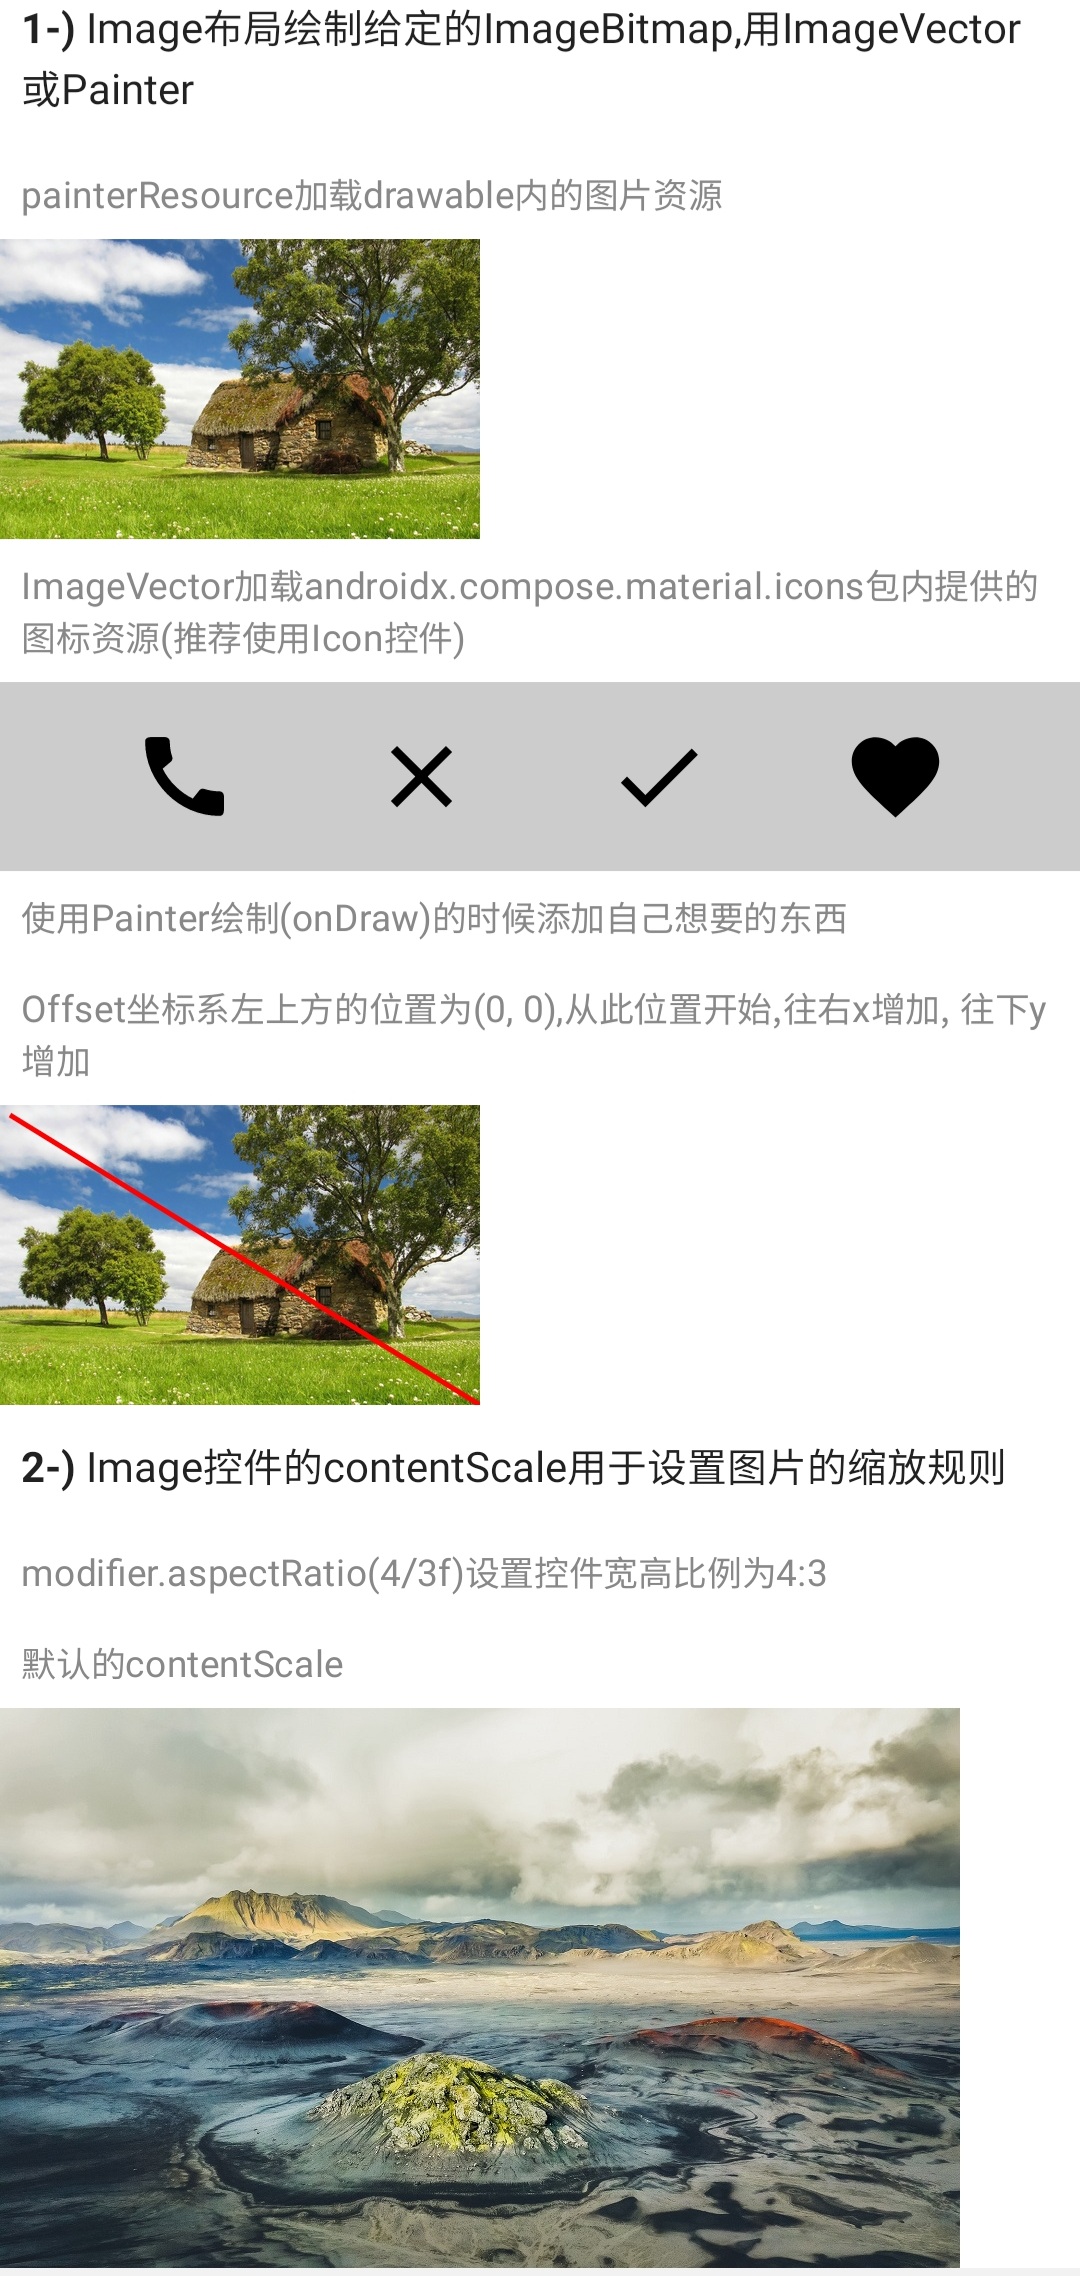 1-) Image布局绘制给定的ImageBitmap,用ImageVector
或Painter
painterResource加载drawable内的图片资源
ImageVector加载androidx.compose.material.icons包内提供的
图标资源(推荐使用Icon控件)
使用Painter绘制(onDraw)的时候添加自己想要的东西
Offset坐标系左上方的位置为(0, 0),从此位置开始,往右x增加, 往下y
增加
2-) Image控件的contentScale用于设置图片的缩放规则
modifier.aspectRatio(4/3f)设置控件宽高比例为4:3
默认的contentScale